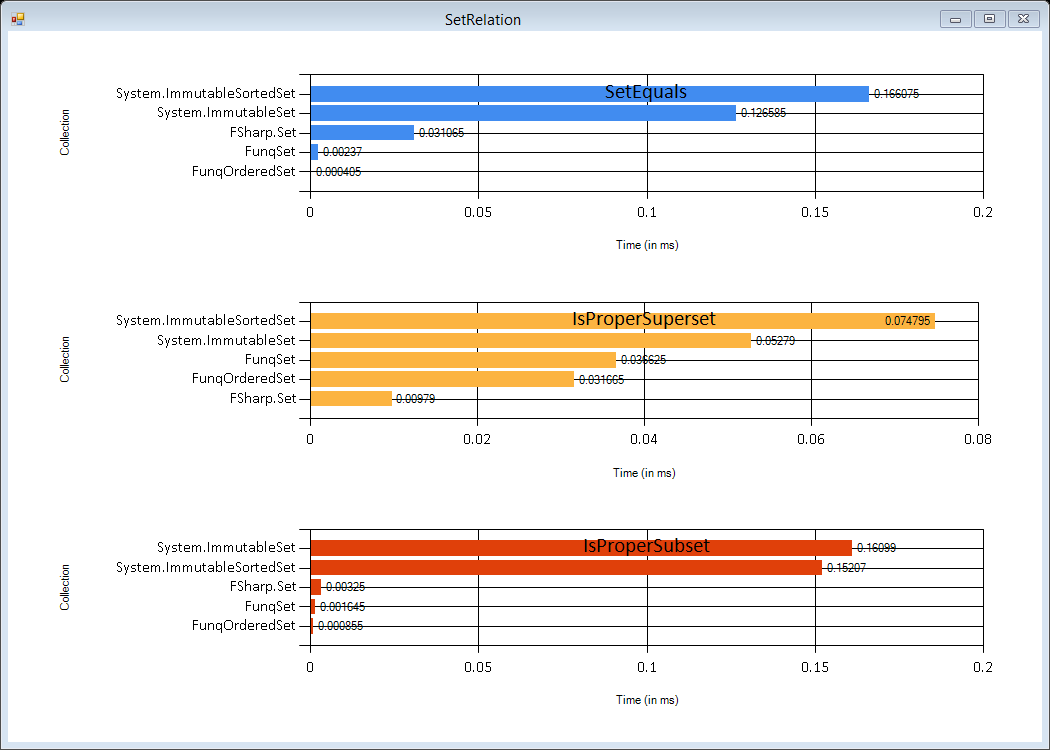 SetRelation
SetEquals
Collection
System.ImmutableSortedSet 0.166075
System.ImmutableSet 0.126585
FSharp.Set 0.031065
FunqSet 0.00237
FunqOrderedSet 0.000405
0 0.05 0.1 0.15 0.2
Time (in ms)
IsProperSuperset
Collection
System.ImmutableSortedSet 0.074795
System.ImmutableSet 0.05279
FunqSet 0.036625
FunqOrderedSet 0.031665
FSharp.Set 0.00979
0 0.02 0.04 0.06 0.08
Time (in ms)
IsProperSubset
Collection
System.ImmutableSet 0.16099
System.ImmutableSortedSet 0.15207
FSharp.Set 0.00325
FunqSet 0.001645
FunqOrderedSet 0.000855
0 0.05 0.1 0.15 0.2
Time (in ms)